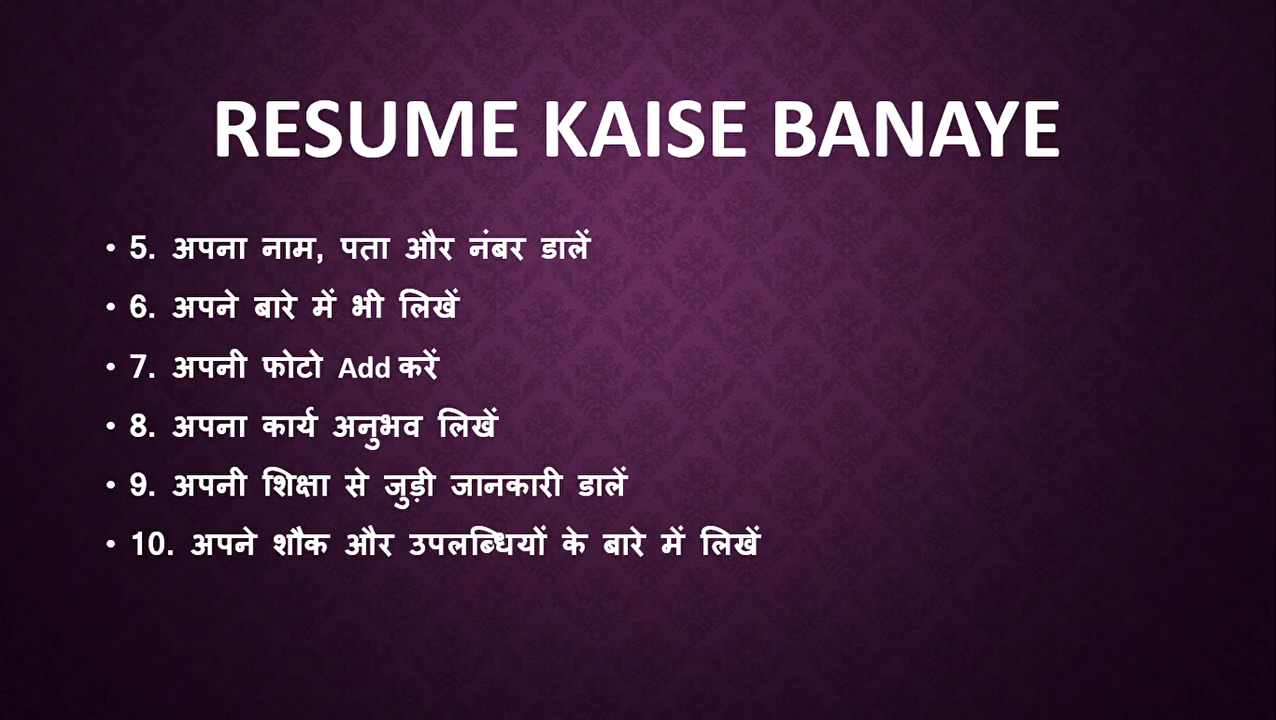 RESUME KAISE BANAYE
• 5. अपना नाम, पता और नंबर डालें
• 6. अपने बारे में भी लिखें
• 7. अपनी फोटो Add करें
• 8. अपना कार्य अनुभव लिखें
• 9. अपनी शिक्षा से जुड़ी जानकारी डालें
• 10. अपने शौक और उपलब्धियों के बारे में लिखें